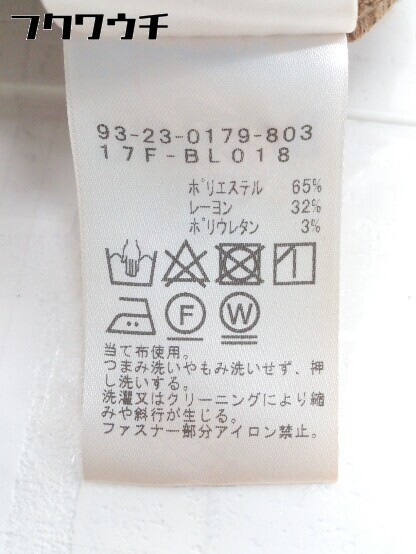 フクワウチ
93-23-0179-803
17F-BL018
ポリエステル 65%
レーヨン 32%
ポリウレタン 3%
F W
当て布使用。
つまみ洗いやもみ洗いせず、押
し洗いする。
洗濯又はクリーニングにより縮
みや斜行が生じる。
ファスナー部分アイロン禁止。